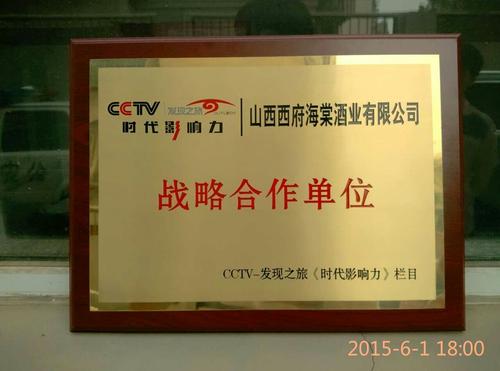 CCTV 发现之旅
时代影响力
山西西府海棠酒业有限公司
战略合作单位
CCTV-发现之旅《时代影响力》栏目
2015-6-1 18:00